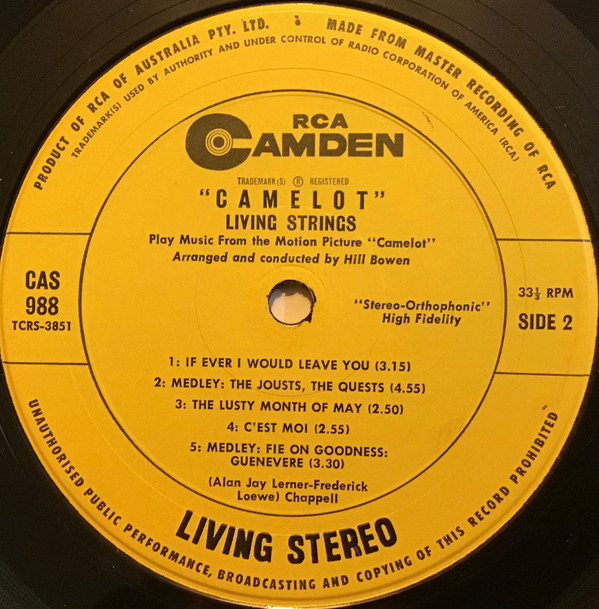 PRODUCT OF RCA OF AUSTRALIA PTY. LTD. MADE FROM MASTER RECORDING OF RCA
TRADEMARK(S) USED BY AUTHORITY AND UNDER CONTROL OF RADIO CORPORATION OF AMERICA (RCA)
RCA
CAMDEN
TRADEMARK(S) ® REGISTERED
"CAMELOT"
LIVING STRINGS
Play Music From the Motion Picture "Camelot"
Arranged and conducted by Hill Bowen
CAS
988
TCRS-3851
"Stereo-Orthophonic"
High Fidelity
33⅓ RPM
SIDE 2
1: IF EVER I WOULD LEAVE YOU (3.15)
2: MEDLEY: THE JOUSTS, THE QUESTS (4.55)
3: THE LUSTY MONTH OF MAY (2.50)
4: C'EST MOI (2.55)
5: MEDLEY: FIE ON GOODNESS:
GUENEVERE (3.30)
(Alan Jay Lerner-Frederick
Loewe) Chappell
LIVING STEREO
UNAUTHORISED PUBLIC PERFORMANCE, BROADCASTING AND COPYING OF THIS RECORD PROHIBITED